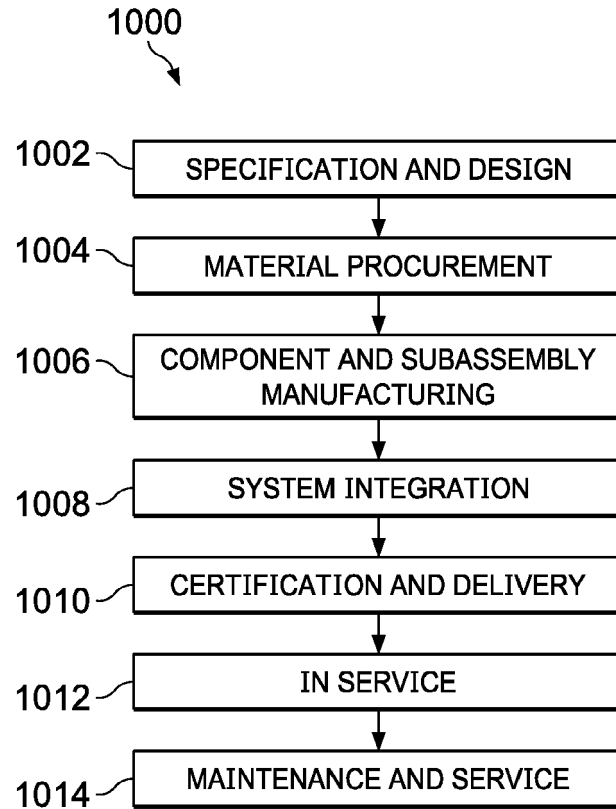 1000
1002 SPECIFICATION AND DESIGN
1004 MATERIAL PROCUREMENT
1006 COMPONENT AND SUBASSEMBLY
MANUFACTURING
1008 SYSTEM INTEGRATION
1010 CERTIFICATION AND DELIVERY
1012 IN SERVICE
1014 MAINTENANCE AND SERVICE